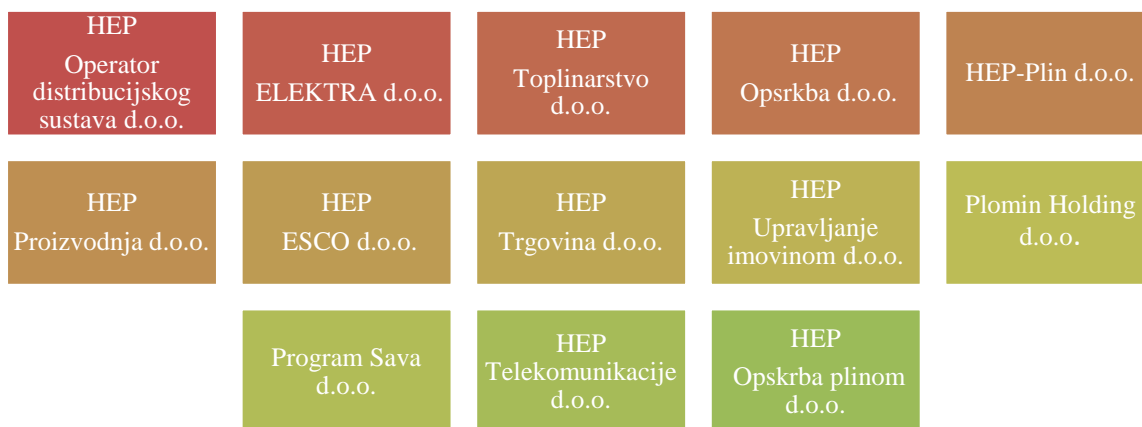 HEP
Operator
distribucijskog
sustava d.o.o.
HEP
ELEKTRA d.o.o.
HEP
Toplinarstvo
d.o.o.
HEP
Opsrkba d.o.o.
HEP-Plin d.o.o.
HEP
Proizvodnja d.o.o.
HEP
ESCO d.o.o.
HEP
Trgovina d.o.o.
HEP
Upravljanje
imovinom d.o.o.
Plomin Holding
d.o.o.
Program Sava
d.o.o.
HEP
Telekomunikacije
d.o.o.
HEP
Opskrba plinom
d.o.o.